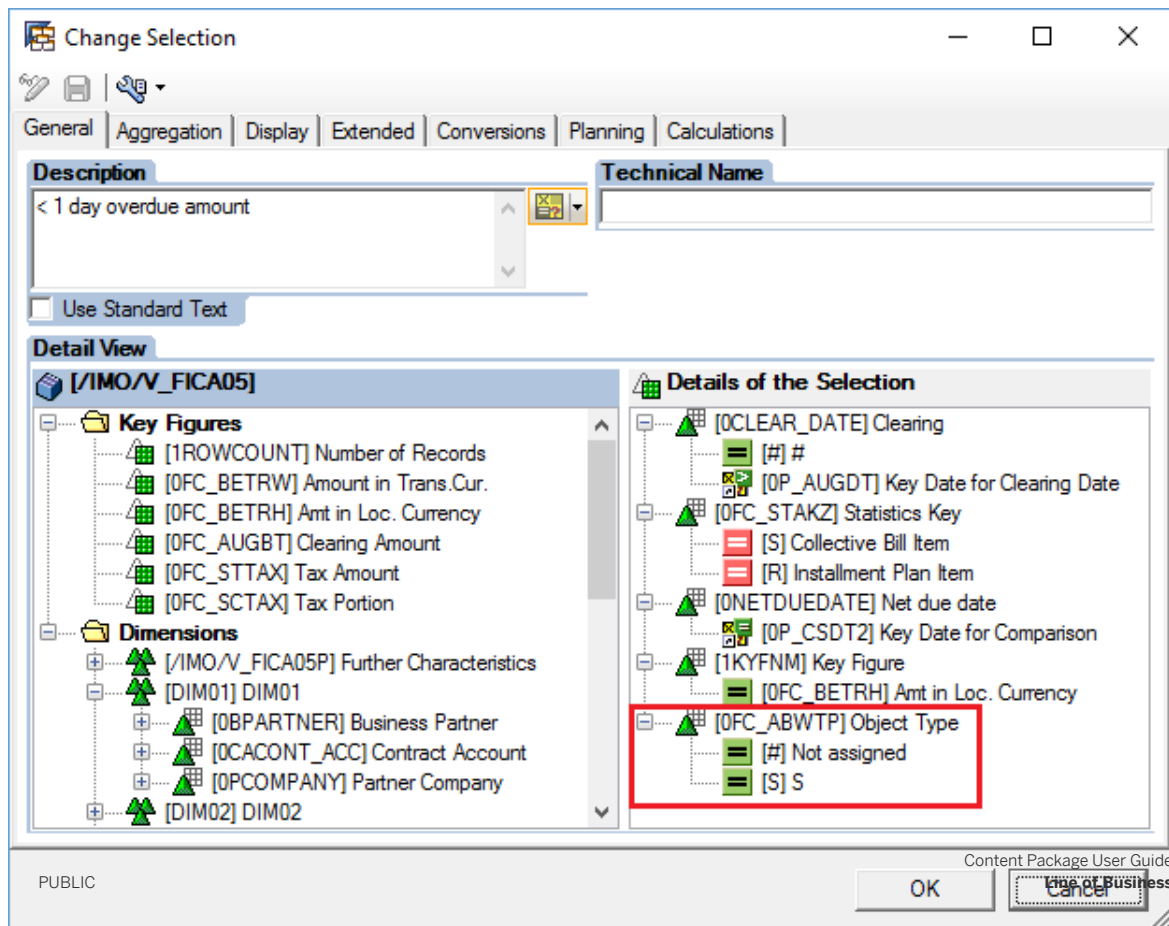 Change Selection
General Aggregation Display Extended Conversions Planning Calculations
Description
< 1 day overdue amount
Technical Name
Use Standard Text
Detail View
[/IMO/V_FICA05]
Key Figures
[1ROWCOUNT] Number of Records
[0FC_BETRW] Amount in Trans.Cur.
[0FC_BETRH] Amt in Loc. Currency
[0FC_AUGBT] Clearing Amount
[0FC_STTAX] Tax Amount
[0FC_SCTAX] Tax Portion
Dimensions
[/IMO/V_FICA05P] Further Characteristics
[DIM01] DIM01
[0BPARTNER] Business Partner
[0CACONT_ACC] Contract Account
[0PCOMPANY] Partner Company
[DIM02] DIM02
Details of the Selection
[0CLEAR_DATE] Clearing
[#] #
[0P_AUGDT] Key Date for Clearing Date
[0FC_STAKZ] Statistics Key
[S] Collective Bill Item
[R] Installment Plan Item
[0NETDUEDATE] Net due date
[0P_CSDT2] Key Date for Comparison
[1KYFNM] Key Figure
[0FC_BETRH] Amt in Loc. Currency
[0FC_ABWTP] Object Type
[#] Not assigned
[S] S
Content Package User Guide
PUBLIC
Line of Business
OK
Cancel